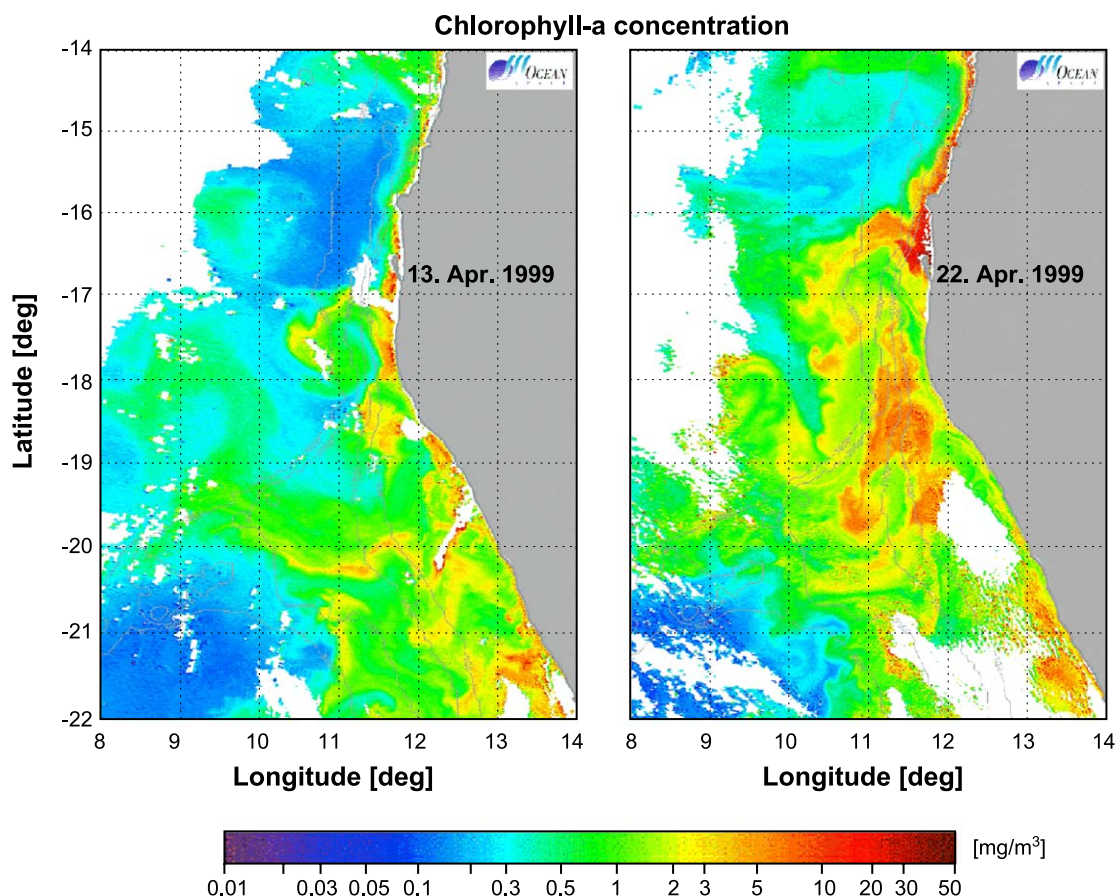 Chlorophyll-a concentration
-14
-15
-16
-17
-18
-19
-20
-21
-22
Latitude [deg]
OCEAN
13. Apr. 1999
8 9 10 11 12 13 14
Longitude [deg]
OCEAN
22. Apr. 1999
8 9 10 11 12 13 14
Longitude [deg]
[mg/m³]
0.01 0.03 0.05 0.1 0.3 0.5 1 2 3 5 10 20 30 50